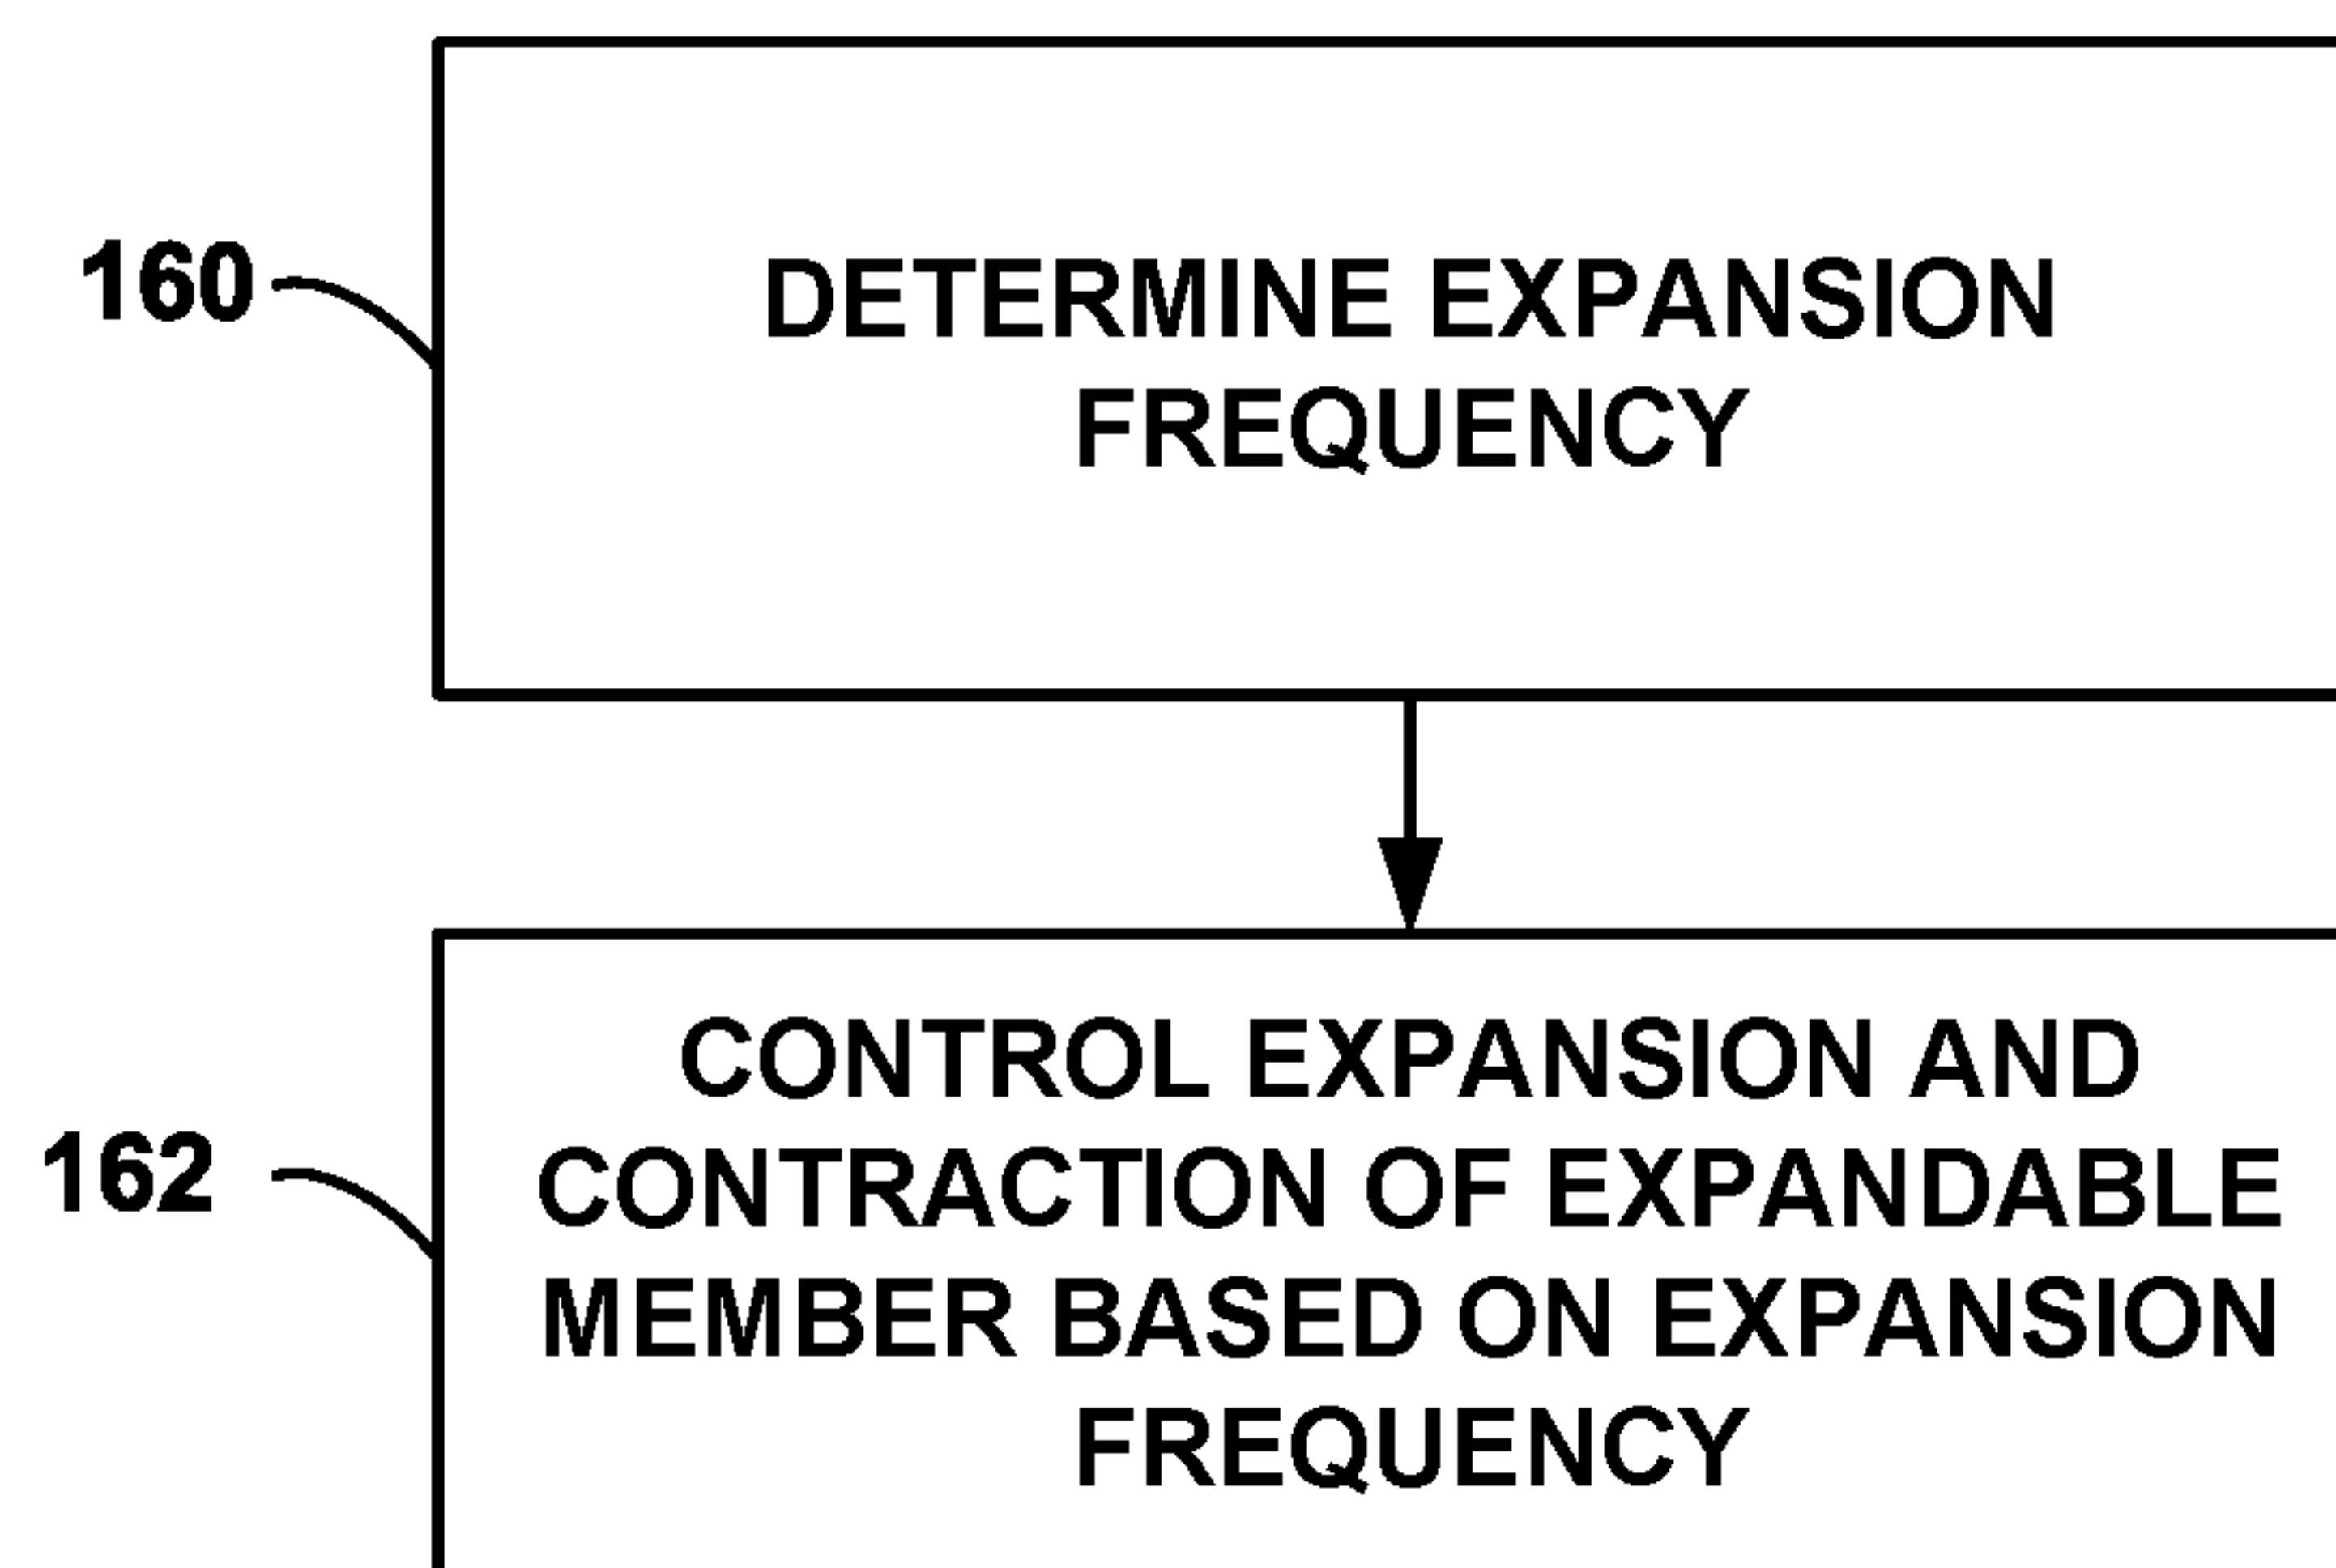 160
DETERMINE EXPANSION
FREQUENCY
CONTROL EXPANSION AND
162
CONTRACTION OF EXPANDABLE
MEMBER BASED ON EXPANSION
FREQUENCY